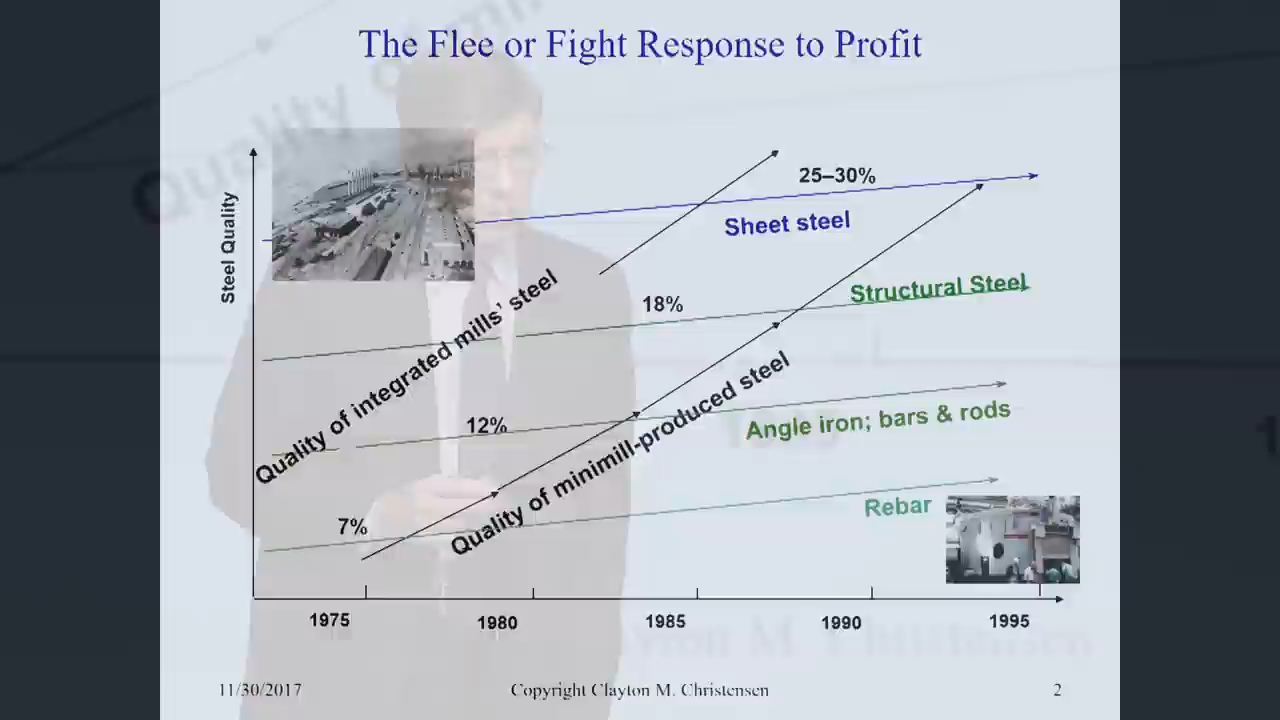 The Flee or Fight Response to Profit
Steel Quality
25–30%
Sheet steel
Quality of integrated mills' steel
18%
Structural Steel
Quality of minimill-produced steel
12%
Angle iron; bars & rods
7%
Rebar
1975
1980
1985
1990
1995
11/30/2017
Copyright Clayton M. Christensen
2